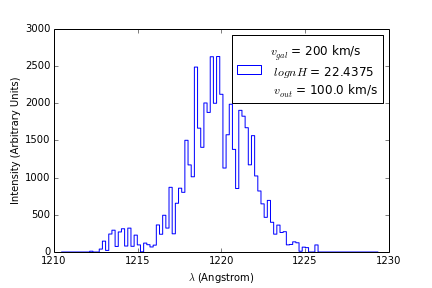 3000
2500
2000
1500
1000
500
0
1210
1215
1220
1225
1230
Intensity (Arbitrary Units)
λ (Angstrom)
v_gal = 200 km/s
lognH = 22.4375
v_out = 100.0 km/s